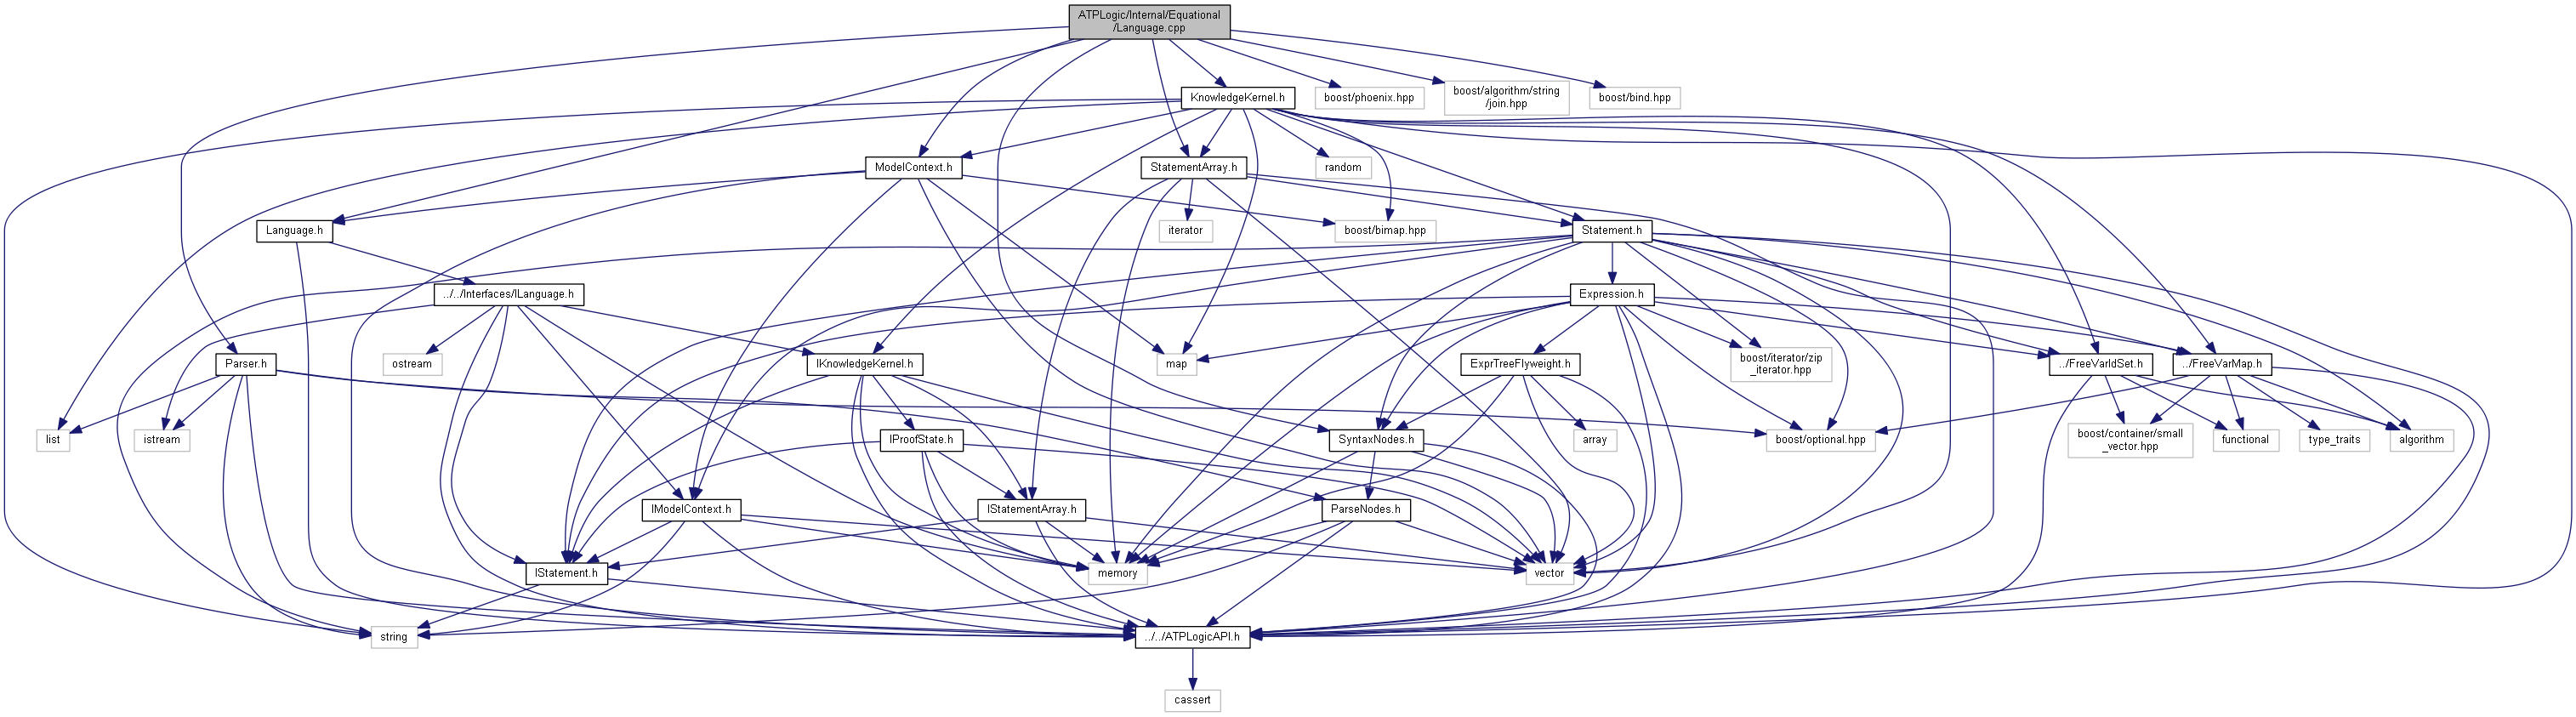 ATPLogic/Internal/Equational
/Language.cpp
KnowledgeKernel.h
boost/phoenix.hpp
boost/algorithm/string
/join.hpp
boost/bind.hpp
ModelContext.h
StatementArray.h
random
Language.h
iterator
boost/bimap.hpp
Statement.h
../../Interfaces/ILanguage.h
Expression.h
Parser.h
ostream
IKnowledgeKernel.h
map
ExprTreeFlyweight.h
boost/iterator/zip
_iterator.hpp
../FreeVarIdSet.h
../FreeVarMap.h
list
istream
IProofState.h
SyntaxNodes.h
array
boost/optional.hpp
boost/container/small
_vector.hpp
functional
type_traits
algorithm
IModelContext.h
IStatementArray.h
ParseNodes.h
IStatement.h
memory
vector
string
../../ATPLogicAPI.h
cassert